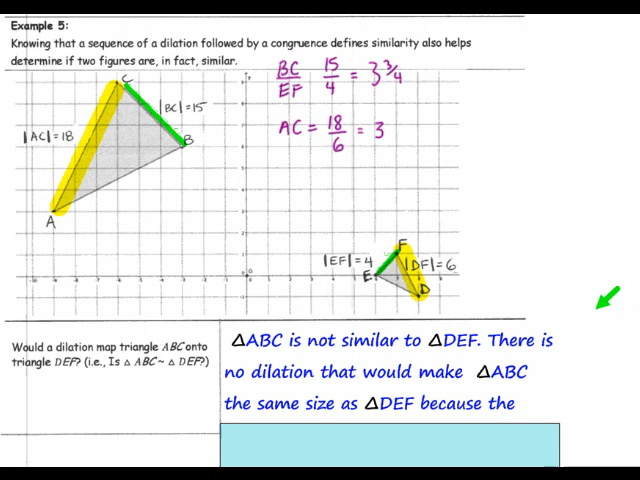 Example 5:
Knowing that a sequence of a dilation followed by a congruence defines similarity also helps
determine if two figures are, in fact, similar.
BC 15
EF 4 = 3 3/4
AC = 18 = 3
6
C
|BC|=15
|AC|=18
B
A
F
|EF|=4
|DF|=6
E
D
Would a dilation map triangle ABC onto
triangle DEF? (i.e., Is △ ABC ~ △ DEF?)
△ABC is not similar to △DEF. There is
no dilation that would make △ABC
the same size as △DEF because the